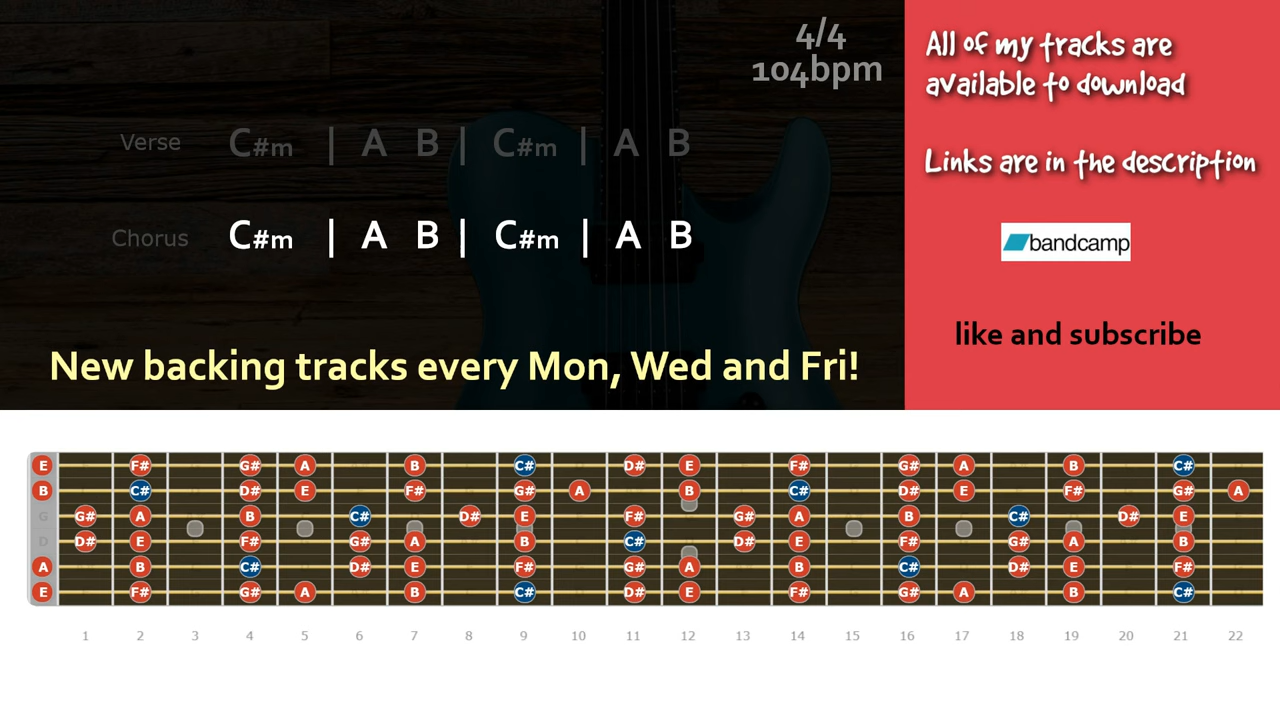 4/4
104bpm
Verse C#m | A B | C#m | A B
Chorus C#m | A B | C#m | A B
New backing tracks every Mon, Wed and Fri!
All of my tracks are
available to download
Links are in the description
bandcamp
like and subscribe
E F# G# A B C# D# E F# G# A B C#
B C# D# E F# G# A B C# D# E F# G# A
G G# A B C# D# E F# G# A B C# D# E
D D# E F# G# A B C# D# E F# G# A B
A B C# D# E F# G# A B C# D# E F#
E F# G# A B C# D# E F# G# A B C#
1 2 3 4 5 6 7 8 9 10 11 12 13 14 15 16 17 18 19 20 21 22